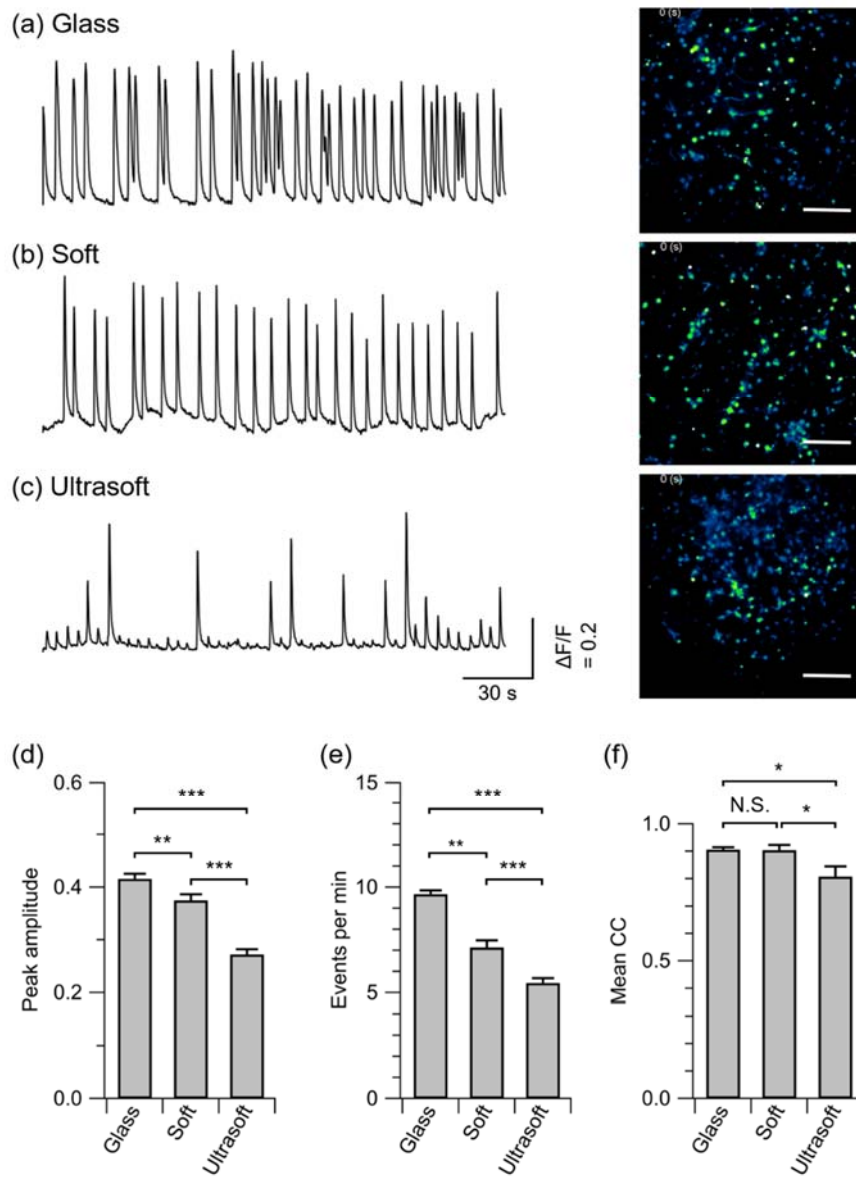 (a) Glass
0 (s)
(b) Soft
0 (s)
(c) Ultrasoft
0 (s)
ΔF/F
= 0.2
30 s
(d)
0.6
0.4
0.2
0.0
Peak amplitude
***
**
***
Glass
Soft
Ultrasoft
(e)
15
10
5
0
Events per min
***
**
***
Glass
Soft
Ultrasoft
(f)
1.0
0.5
0
Mean CC
*
N.S.
*
Glass
Soft
Ultrasoft